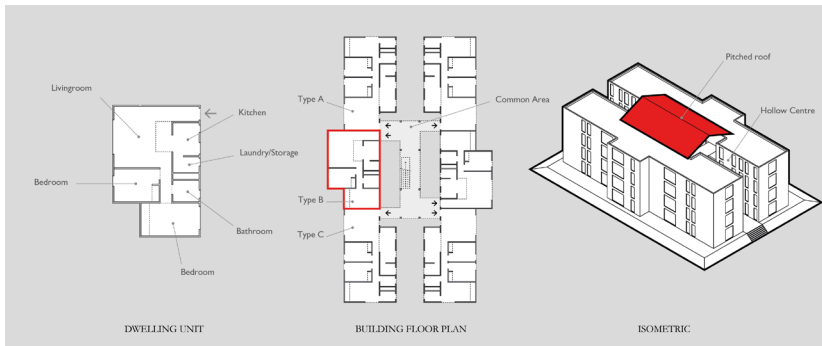 Livingroom
Kitchen
Laundry/Storage
Bedroom
Bathroom
Bedroom
DWELLING UNIT
Type A
Common Area
Type B
Type C
BUILDING FLOOR PLAN
Pitched roof
Hollow Centre
ISOMETRIC